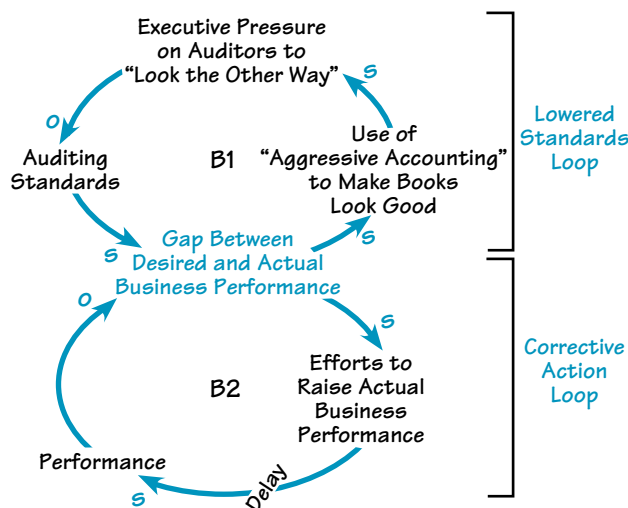 Executive Pressure
on Auditors to
“Look the Other Way”
S
O
Auditing
Standards
B1
Use of
“Aggressive Accounting”
to Make Books
Look Good
Lowered
Standards
Loop
S
S
Gap Between
Desired and Actual
Business Performance
O
S
B2
Efforts to
Raise Actual
Business
Performance
Corrective
Action
Loop
Performance
Delay
S